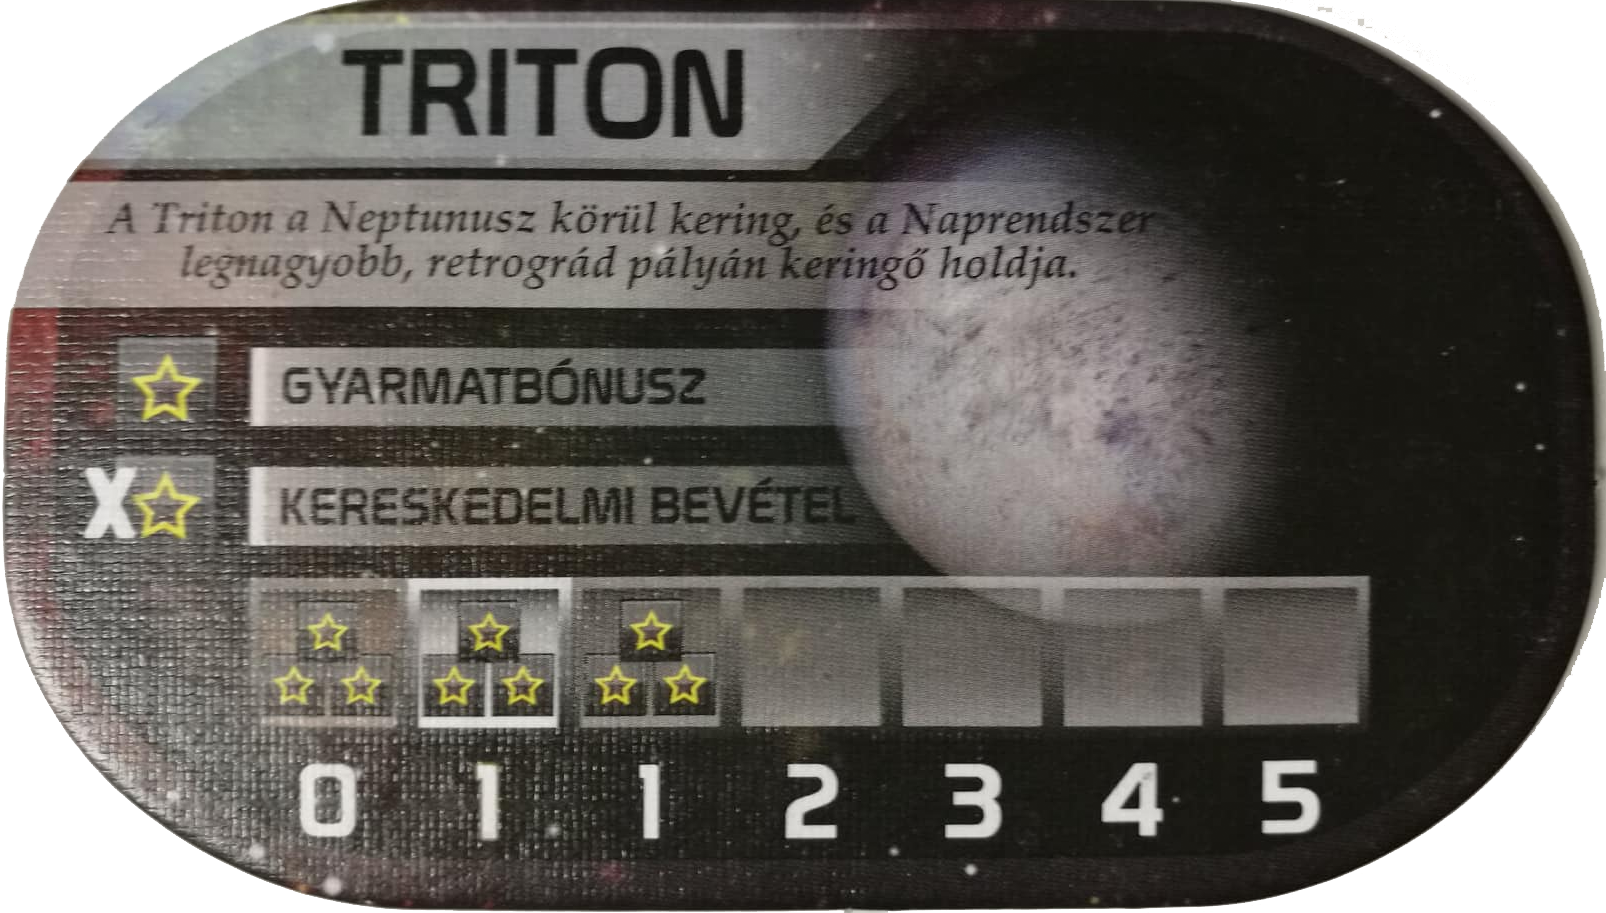 TRITON
A Triton a Neptunusz körül kering, és a Naprendszer
legnagyobb, retrográd pályán keringő holdja.
GYARMATBÓNUSZ
X
KERESKEDELMI BEVÉTEL
0 1 1 2 3 4 5